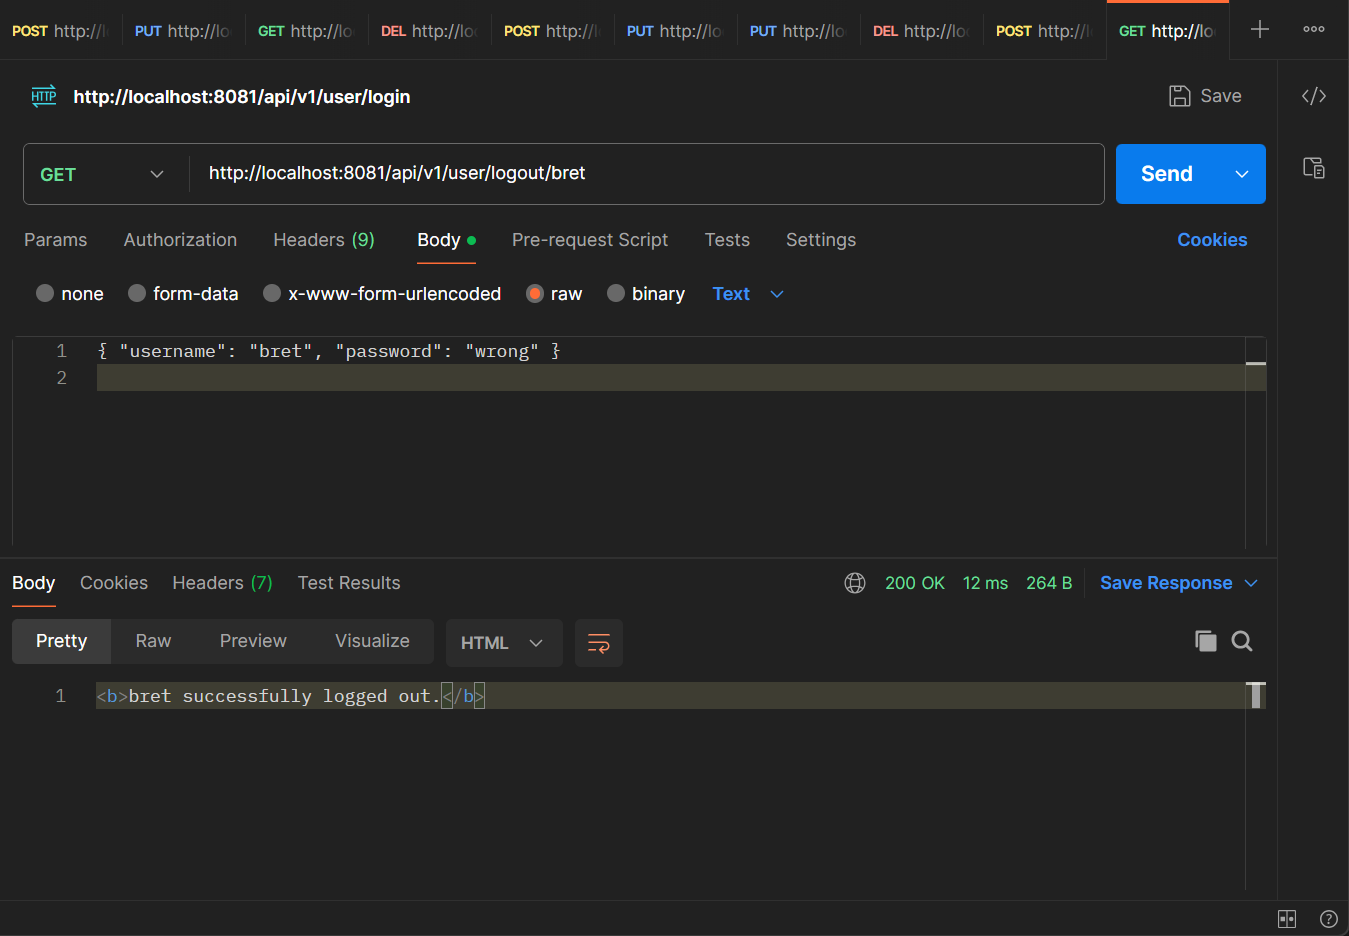 POST http://l PUT http://lo GET http://lo DEL http://loc POST http://l PUT http://lo PUT http://lo DEL http://loc POST http://l GET http://lo
HTTP http://localhost:8081/api/v1/user/login Save </>
GET http://localhost:8081/api/v1/user/logout/bret Send
Params Authorization Headers (9) Body Pre-request Script Tests Settings Cookies
none form-data x-www-form-urlencoded raw binary Text
1 { "username": "bret", "password": "wrong" }
2
Body Cookies Headers (7) Test Results 200 OK 12 ms 264 B Save Response
Pretty Raw Preview Visualize HTML
1 <b>bret successfully logged out.</b>